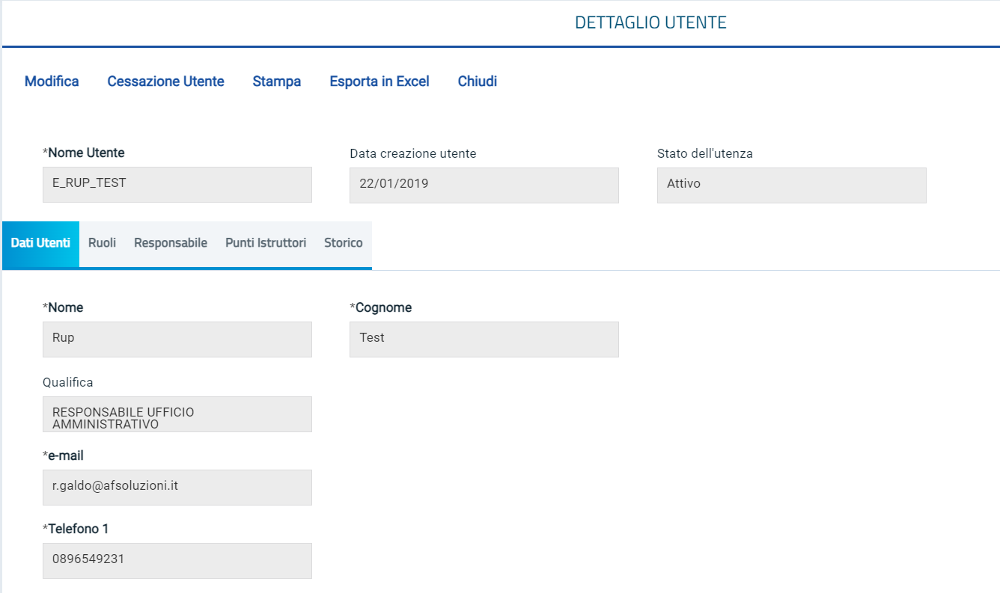 DETTAGLIO UTENTE
Modifica Cessazione Utente Stampa Esporta in Excel Chiudi
*Nome Utente Data creazione utente Stato dell'utenza
E_RUP_TEST 22/01/2019 Attivo
Dati Utenti Ruoli Responsabile Punti Istruttori Storico
*Nome *Cognome
Rup Test
Qualifica
RESPONSABILE UFFICIO
AMMINISTRATIVO
*e-mail
r.galdo@afsoluzioni.it
*Telefono 1
0896549231